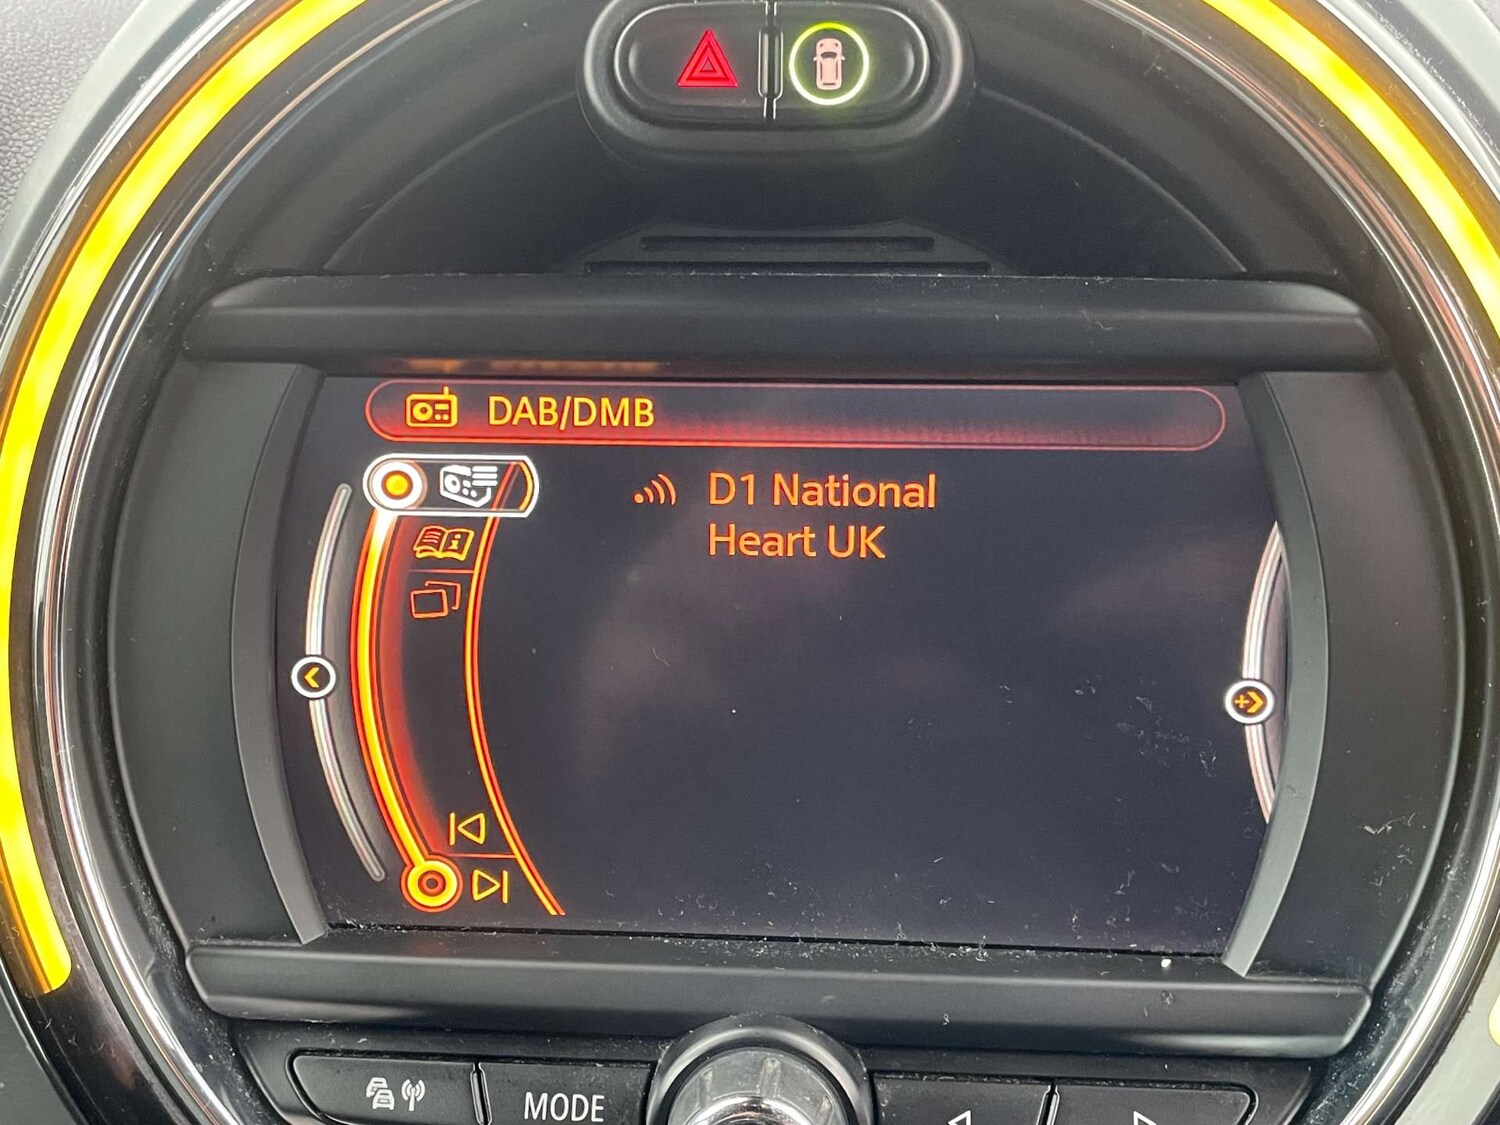 DAB/DMB
D1 National
Heart UK
MODE